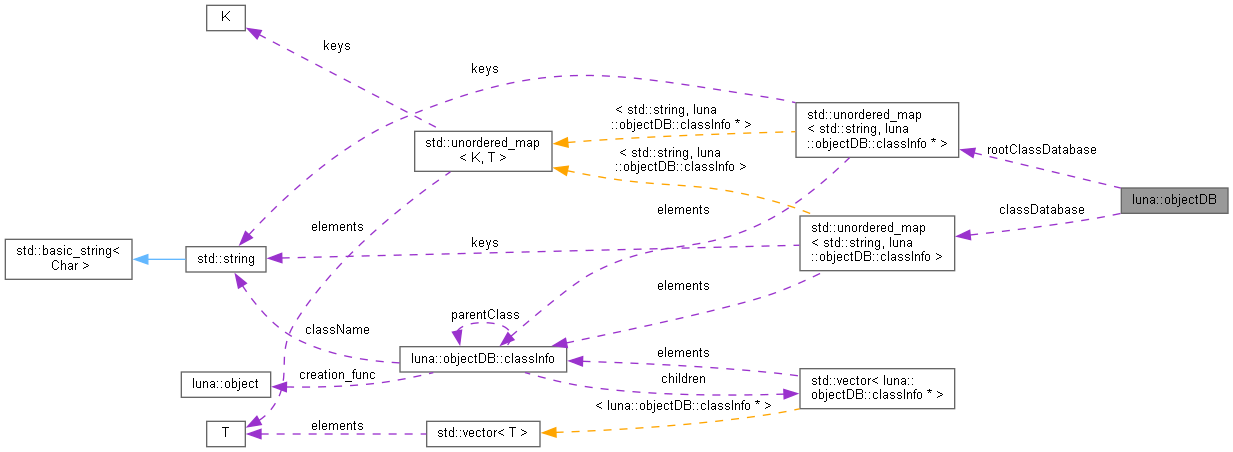 K
keys
keys
std::unordered_map
< std::string, luna
::objectDB::classInfo * >
< std::string, luna
::objectDB::classInfo * >
std::unordered_map
< K, T >
< std::string, luna
::objectDB::classInfo >
rootClassDatabase
luna::objectDB
classDatabase
elements
elements
std::unordered_map
< std::string, luna
::objectDB::classInfo >
keys
std::basic_string<
Char >
std::string
elements
parentClass
className
luna::objectDB::classInfo
elements
creation_func
luna::object
children
std::vector< luna::
objectDB::classInfo * >
< luna::objectDB::classInfo * >
T
elements
std::vector< T >